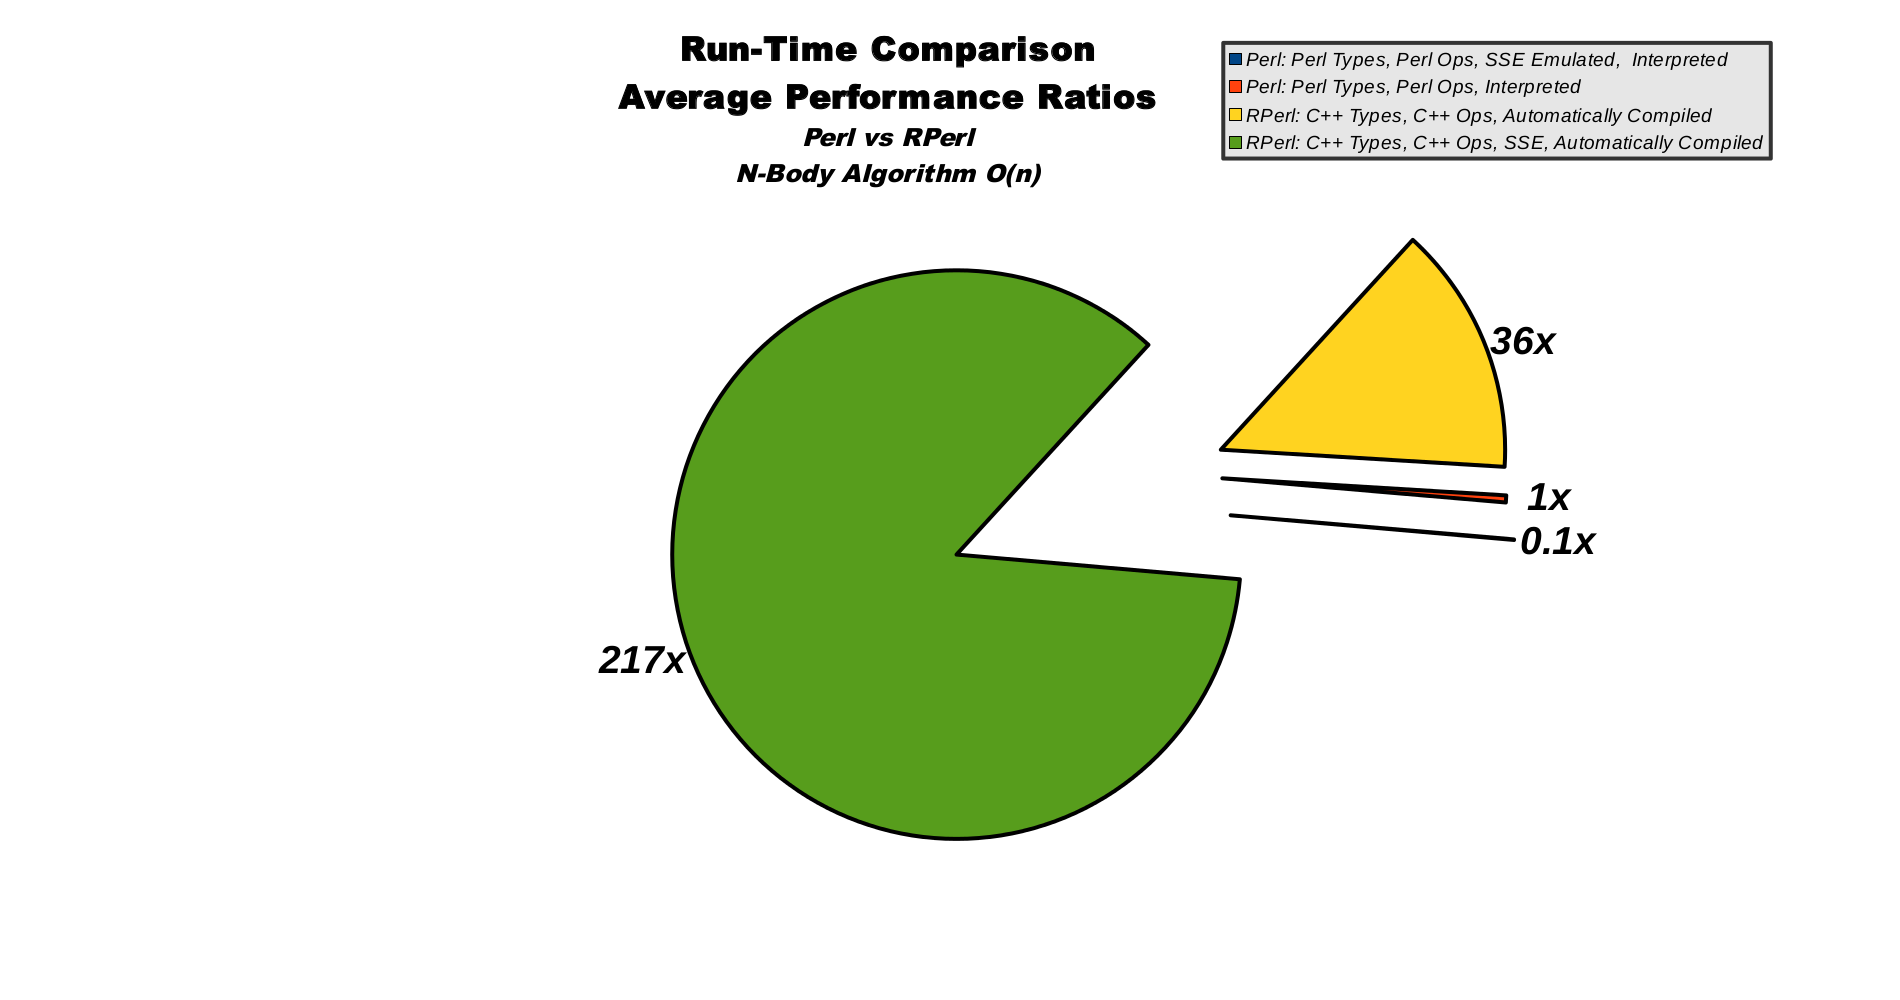 Run-Time Comparison
Average Performance Ratios
Perl vs RPerl
N-Body Algorithm O(n)
Perl: Perl Types, Perl Ops, SSE Emulated,  Interpreted
Perl: Perl Types, Perl Ops, Interpreted
RPerl: C++ Types, C++ Ops, Automatically Compiled
RPerl: C++ Types, C++ Ops, SSE, Automatically Compiled
36x
1x
0.1x
217x